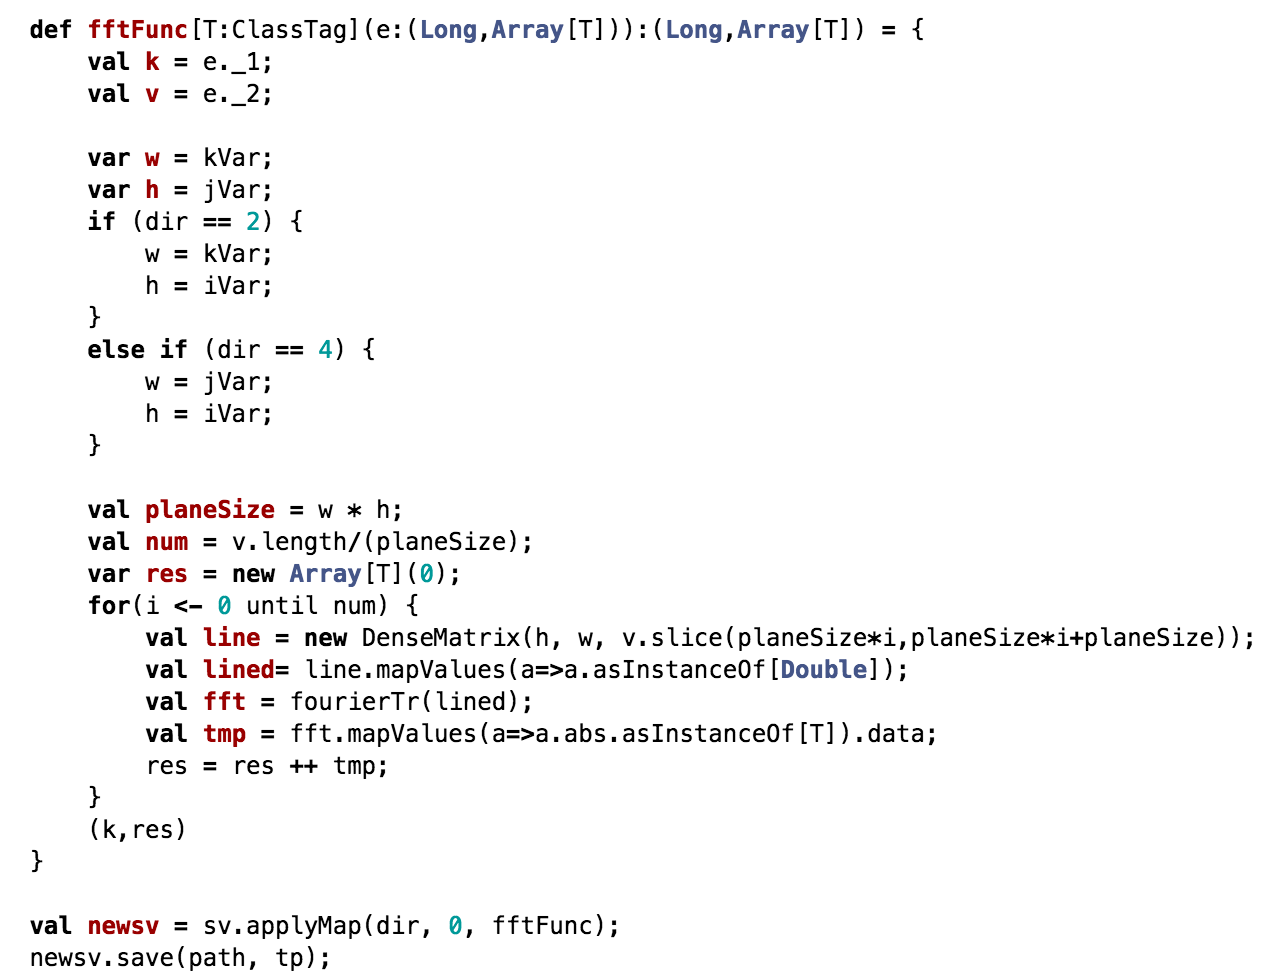 def fftFunc[T:ClassTag](e:(Long,Array[T])):(Long,Array[T]) = {
    val k = e._1;
    val v = e._2;

    var w = kVar;
    var h = jVar;
    if (dir == 2) {
        w = kVar;
        h = iVar;
    }
    else if (dir == 4) {
        w = jVar;
        h = iVar;
    }

    val planeSize = w * h;
    val num = v.length/(planeSize);
    var res = new Array[T](0);
    for(i <- 0 until num) {
        val line = new DenseMatrix(h, w, v.slice(planeSize*i,planeSize*i+planeSize));
        val lined= line.mapValues(a=>a.asInstanceOf[Double]);
        val fft = fourierTr(lined);
        val tmp = fft.mapValues(a=>a.abs.asInstanceOf[T]).data;
        res = res ++ tmp;
    }
    (k,res)
}

val newsv = sv.applyMap(dir, 0, fftFunc);
newsv.save(path, tp);